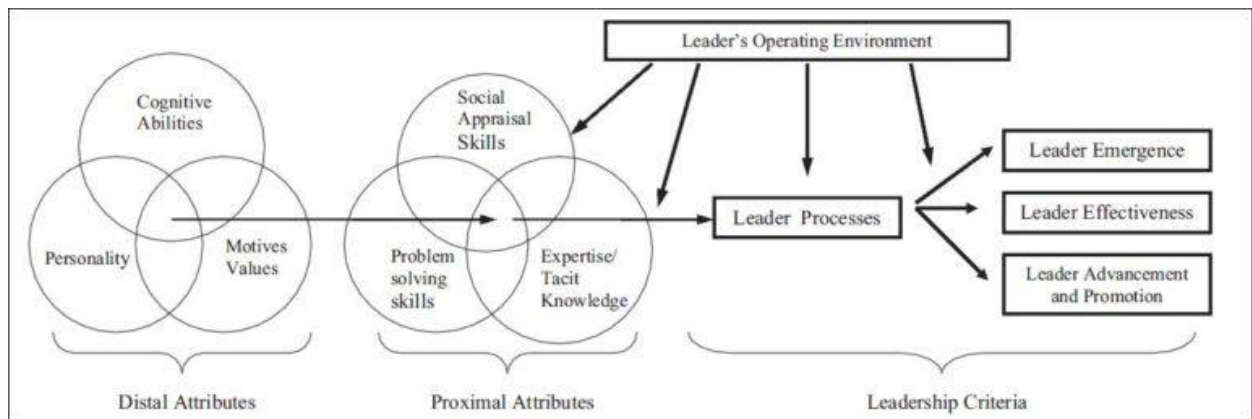 Leader's Operating Environment
Cognitive
Abilities
Social
Appraisal
Skills
Leader Emergence
Leader Processes
Leader Effectiveness
Personality
Motives
Values
Problem
solving
skills
Expertise/
Tacit
Knowledge
Leader Advancement
and Promotion
Distal Attributes
Proximal Attributes
Leadership Criteria